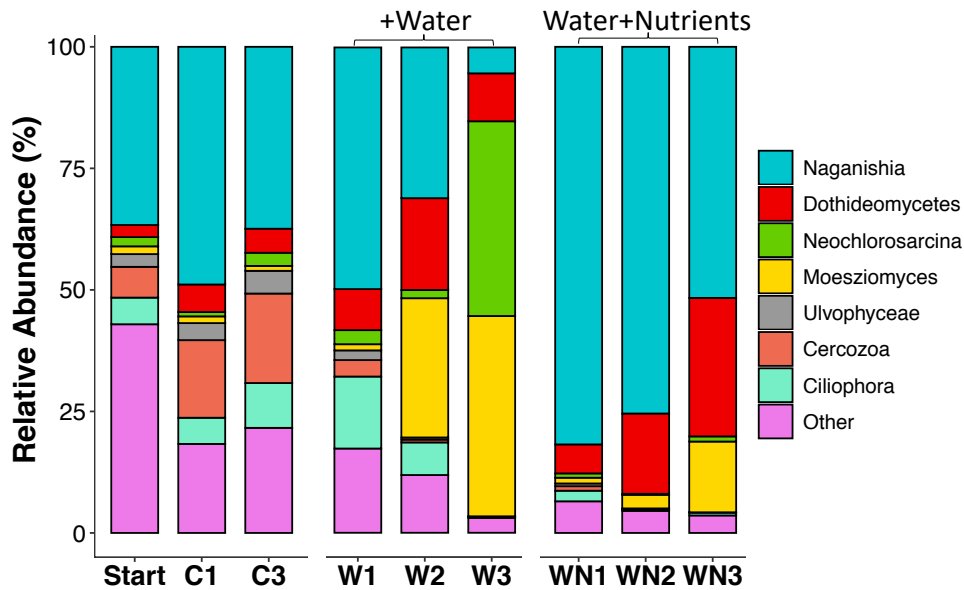 +Water
Water+Nutrients
Relative Abundance (%)
100
75
50
25
0
Start C1 C3 W1 W2 W3 WN1 WN2 WN3
Naganishia
Dothideomycetes
Neochlorosarcina
Moesziomyces
Ulvophyceae
Cercozoa
Ciliophora
Other